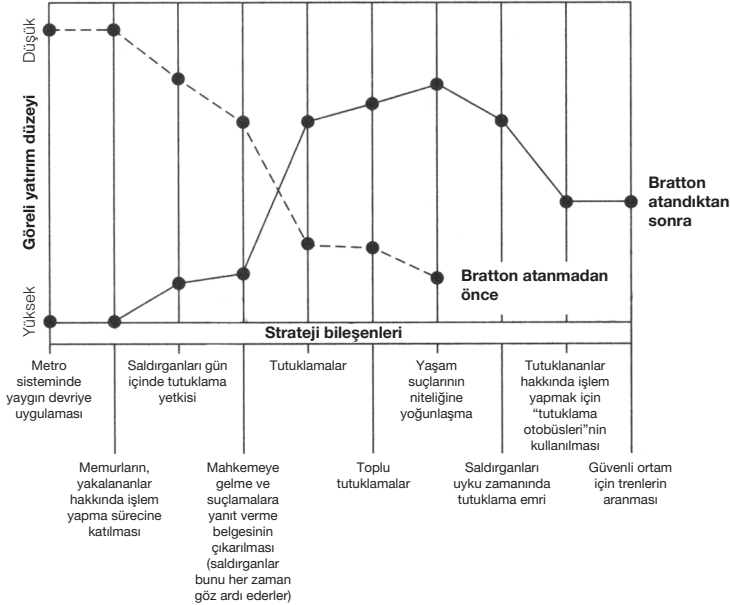 Düşük
Göreli yatırım düzeyi
Yüksek
Bratton
atandıktan
sonra
Bratton atanmadan
önce
Strateji bileşenleri
Metro
sisteminde
yaygın devriye
uygulaması
Memurların,
yakalananlar
hakkında işlem
yapma sürecine
katılması
Saldırganları gün
içinde tutuklama
yetkisi
Mahkemeye
gelme ve
suçlamalara
yanıt verme
belgesinin
çıkarılması
(saldırganlar
bunu her zaman
göz ardı ederler)
Tutuklamalar
Toplu
tutuklamalar
Yaşam
suçlarının
niteliğine
yoğunlaşma
Saldırganları
uyku zamanında
tutuklama emri
Tutuklananlar
hakkında işlem
yapmak için
“tutuklama
otobüsleri”nin
kullanılması
Güvenli ortam
için trenlerin
aranması